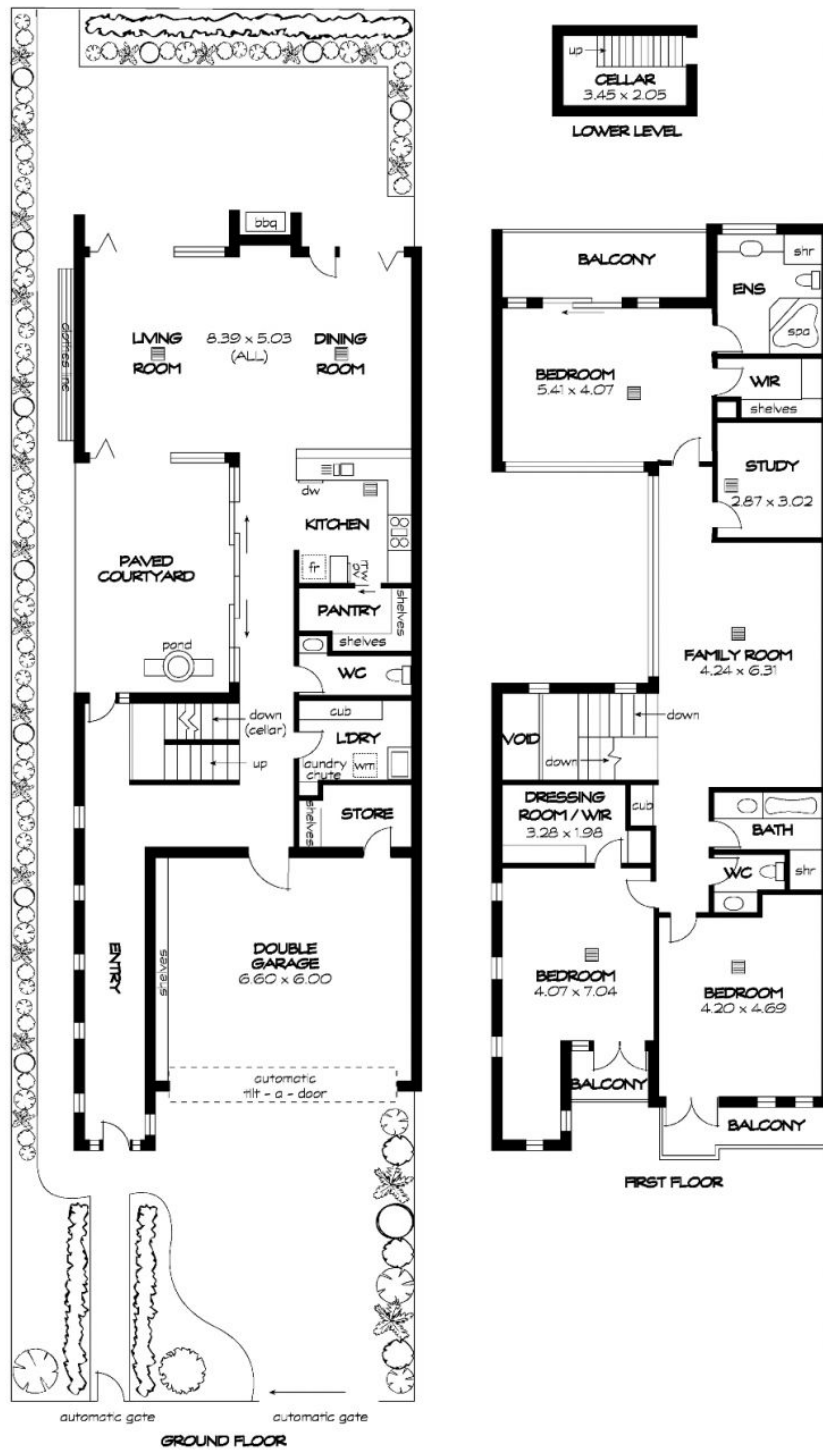 up
CELLAR
3.45 x 2.05
LOWER LEVEL
bbq
LIVING
ROOM
8.39 x 5.03
(ALL)
DINING
ROOM
clothes line
dw
KITCHEN
fr
PAVED
COURTYARD
PANTRY
shelves
shelves
pond
WC
down
(cellar)
up
cub
L'DRY
laundry
chute
wm
shelves
STORE
ENTRY
shelves
DOUBLE
GARAGE
6.60 x 6.00
automatic
tilt - a - door
automatic gate
automatic gate
GROUND FLOOR
BALCONY
shr
ENS
spa
BEDROOM
5.41 x 4.07
WIR
shelves
STUDY
2.87 x 3.02
FAMILY ROOM
4.24 x 6.31
down
VOID
down
DRESSING
ROOM / WIR
3.28 x 1.98
cub
BATH
WC
shr
BEDROOM
4.07 x 7.04
BEDROOM
4.20 x 4.69
BALCONY
BALCONY
FIRST FLOOR